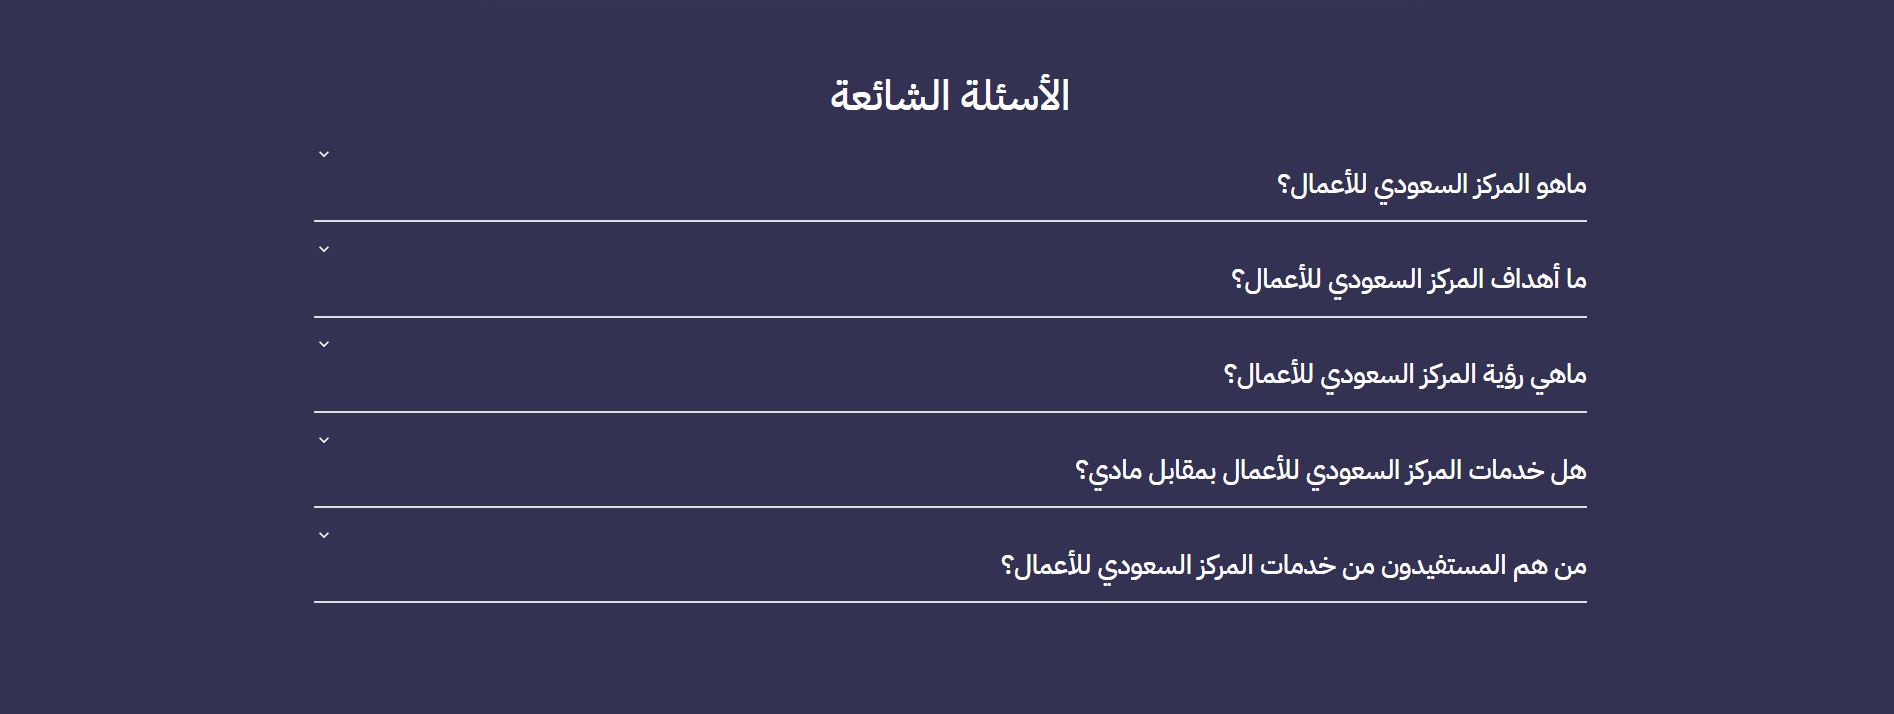 الأسئلة الشائعة
ماهو المركز السعودي للأعمال؟
ما أهداف المركز السعودي للأعمال؟
ماهي رؤية المركز السعودي للأعمال؟
هل خدمات المركز السعودي للأعمال بمقابل مادي؟
من هم المستفيدون من خدمات المركز السعودي للأعمال؟